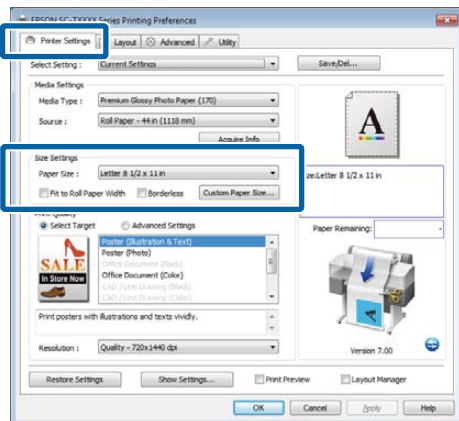 EPSON SC-TXXXX Series Printing Preferences
Printer Settings Layout Advanced Utility
Select Setting : Current Settings Save/Del...
Media Settings
Media Type : Premium Glossy Photo Paper (170)
Source : Roll Paper - 44 in (1118 mm)
Acquire Info
A
Size Settings
Paper Size : Letter 8 1/2 x 11 in
ze:Letter 8 1/2 x 11 in
Fit to Roll Paper Width Borderless Custom Paper Size...
Print Quality
Select Target Advanced Settings
Paper Remaining: -
SALE
In Store Now
Poster (Illustration & Text)
Poster (Photo)
Office Document (Black)
Office Document (Color)
CAD / Line Drawing (Black)
CAD / Line Drawing (Color)
Print posters with illustrations and texts vividly.
Resolution : Quality - 720x1440 dpi
Version 7.00
Restore Settings Show Settings... Print Preview Layout Manager
OK Cancel Apply Help